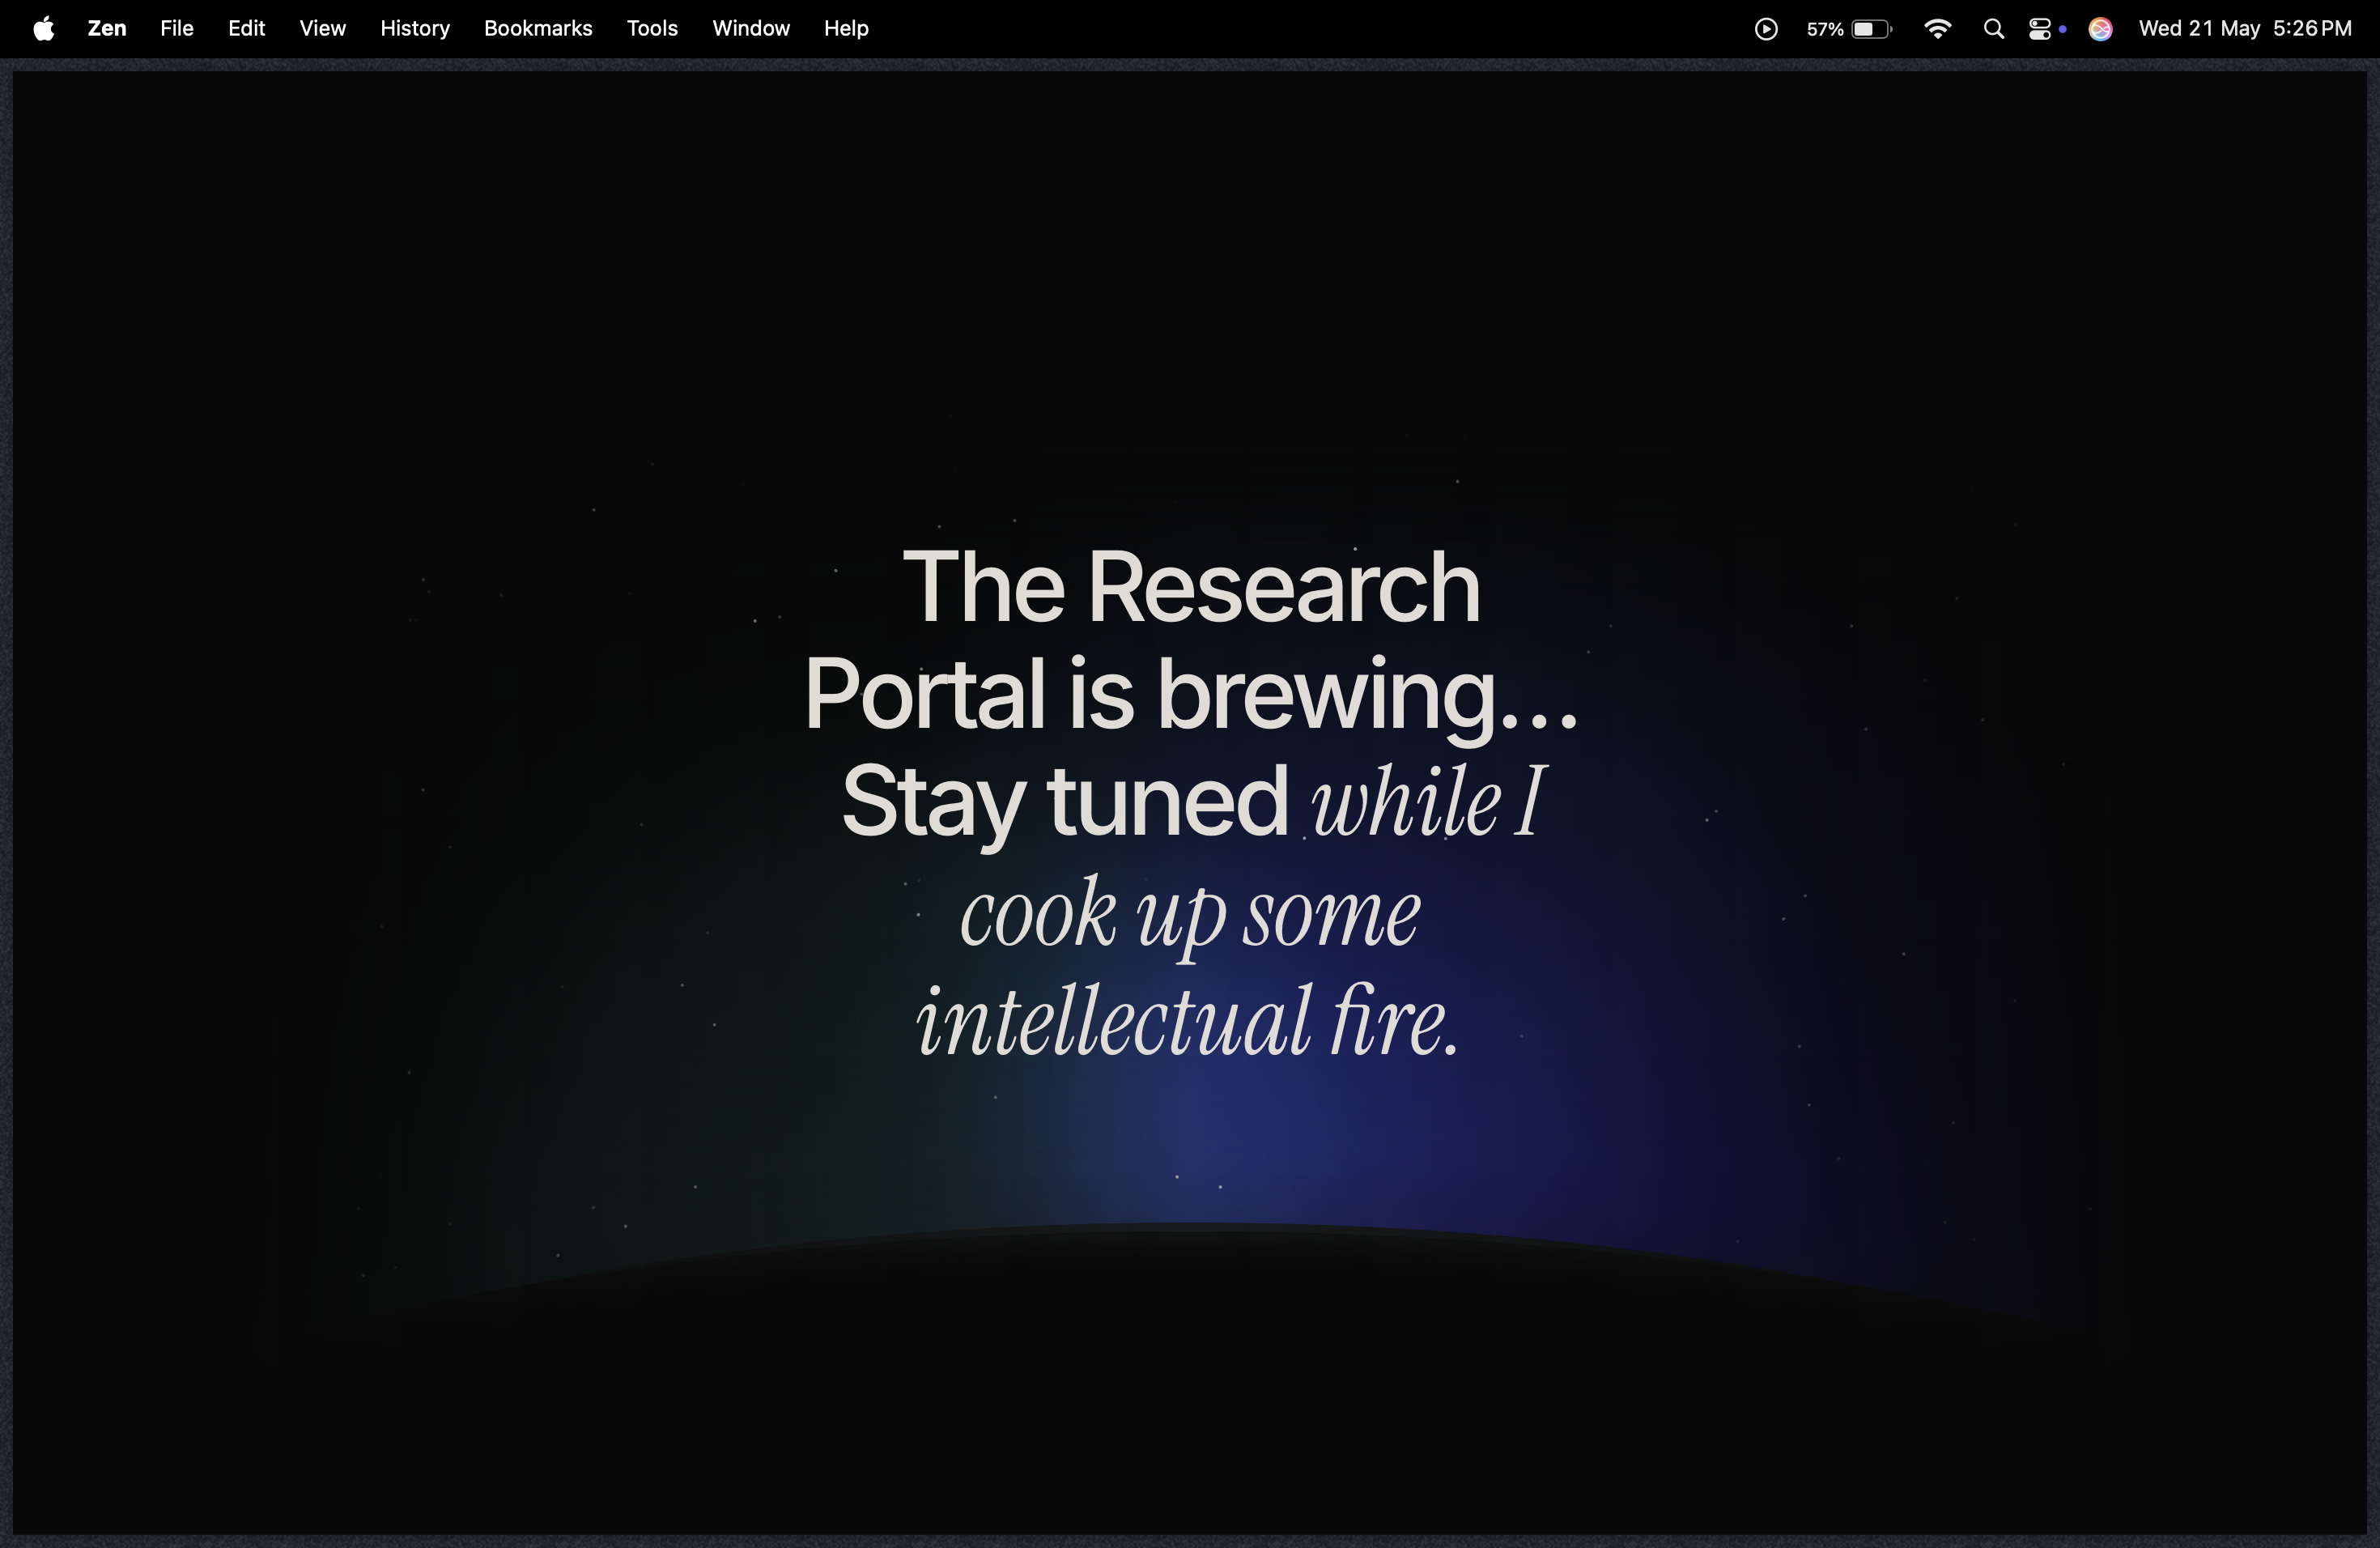 Zen File Edit View History Bookmarks Tools Window Help 57% Wed 21 May 5:26 PM
The Research
Portal is brewing...
Stay tuned while I
cook up some
intellectual fire.